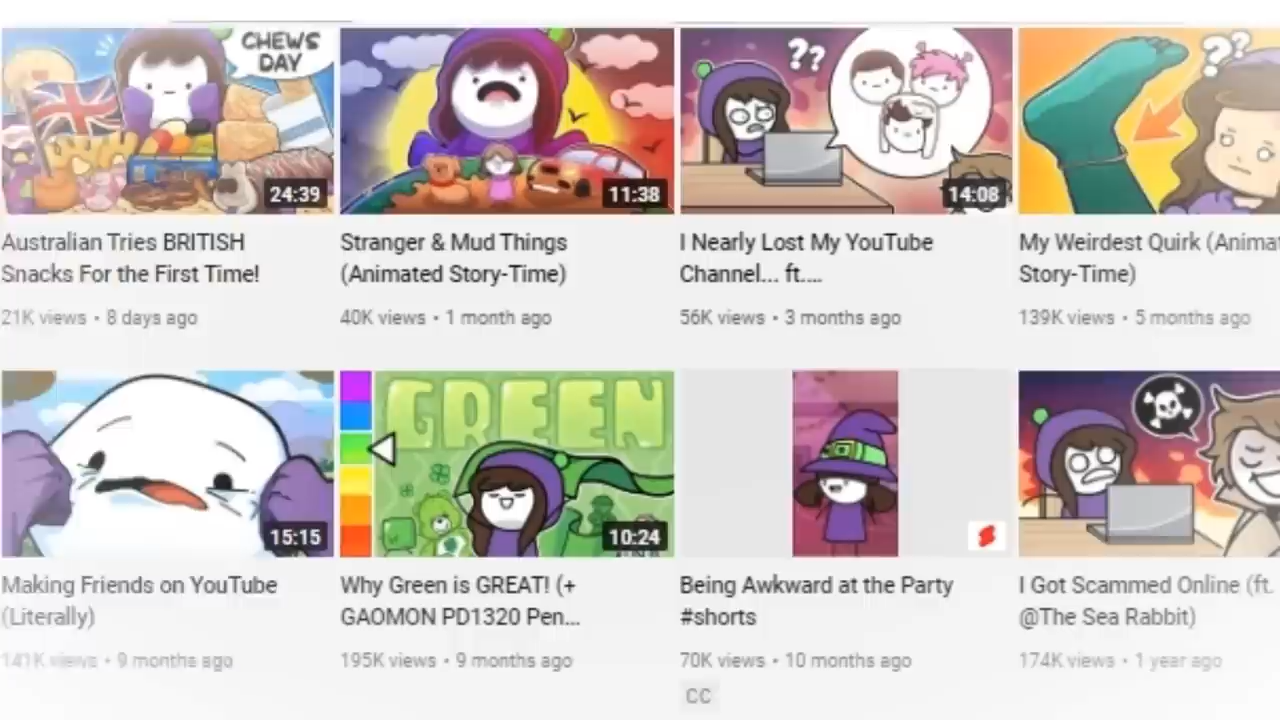 CHEWS
DAY
??
??
24:39
11:38
14:08
Australian Tries BRITISH
Snacks For the First Time!
21K views • 8 days ago
Stranger & Mud Things
(Animated Story-Time)
40K views • 1 month ago
I Nearly Lost My YouTube
Channel... ft....
56K views • 3 months ago
My Weirdest Quirk (Animat
Story-Time)
139K views • 5 months ago
GREEN
15:15
10:24
Making Friends on YouTube
(Literally)
141K views • 9 months ago
Why Green is GREAT! (+
GAOMON PD1320 Pen...
195K views • 9 months ago
Being Awkward at the Party
#shorts
70K views • 10 months ago
CC
I Got Scammed Online (ft.
@The Sea Rabbit)
174K views • 1 year ago